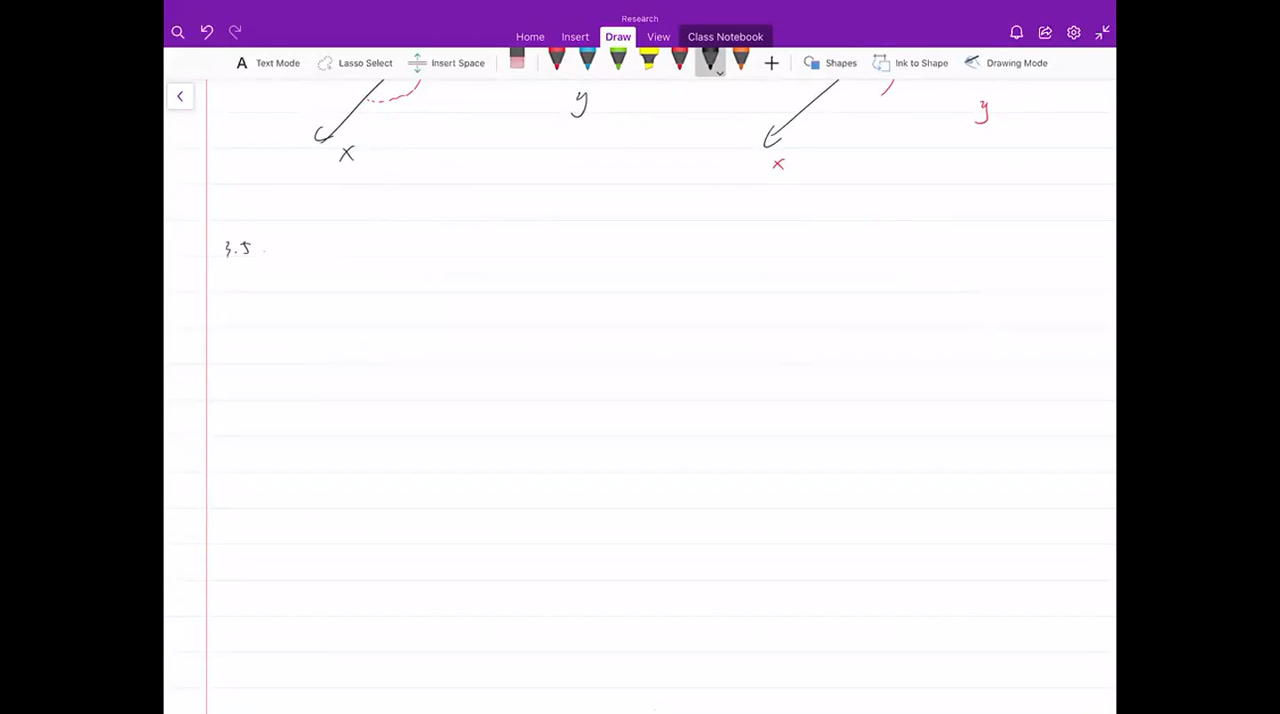 Research
Home Insert Draw View Class Notebook
A Text Mode Lasso Select Insert Space Shapes Ink to Shape Drawing Mode
y
y
x
x
3.5